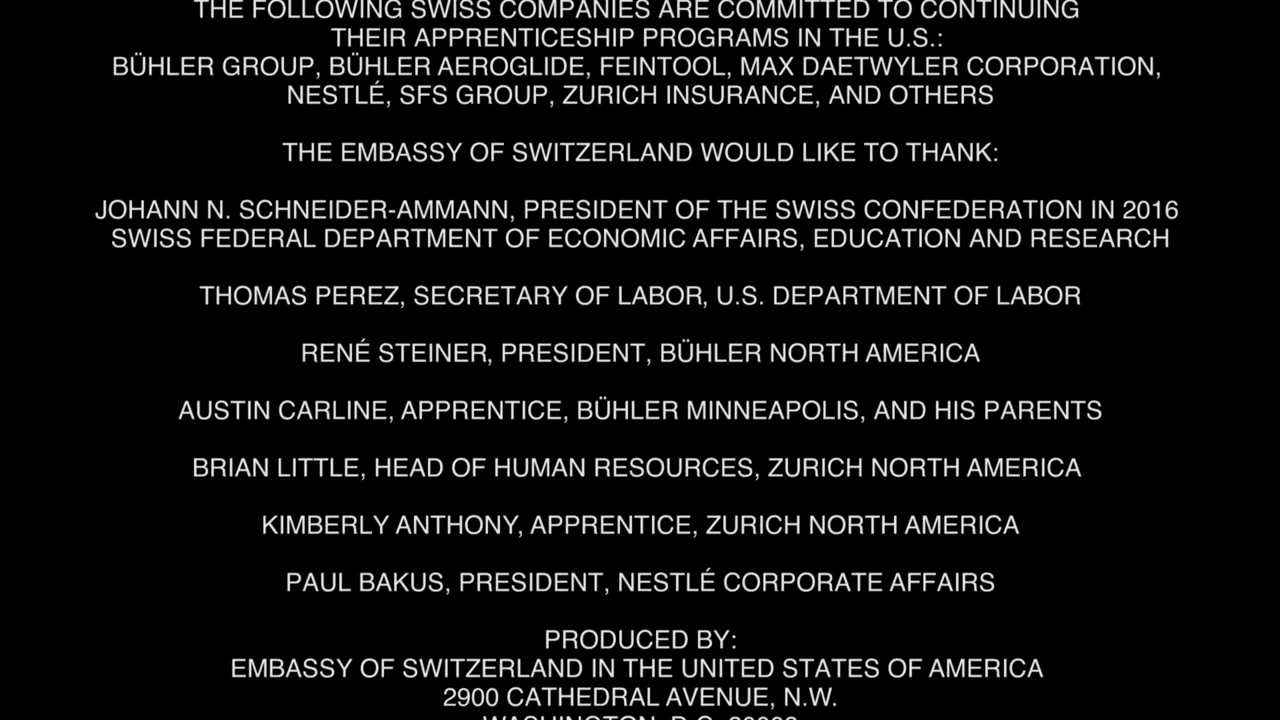 THE FOLLOWING SWISS COMPANIES ARE COMMITTED TO CONTINUING
THEIR APPRENTICESHIP PROGRAMS IN THE U.S.:
BÜHLER GROUP, BÜHLER AEROGLIDE, FEINTOOL, MAX DAETWYLER CORPORATION,
NESTLÉ, SFS GROUP, ZURICH INSURANCE, AND OTHERS
THE EMBASSY OF SWITZERLAND WOULD LIKE TO THANK:
JOHANN N. SCHNEIDER-AMMANN, PRESIDENT OF THE SWISS CONFEDERATION IN 2016
SWISS FEDERAL DEPARTMENT OF ECONOMIC AFFAIRS, EDUCATION AND RESEARCH
THOMAS PEREZ, SECRETARY OF LABOR, U.S. DEPARTMENT OF LABOR
RENÉ STEINER, PRESIDENT, BÜHLER NORTH AMERICA
AUSTIN CARLINE, APPRENTICE, BÜHLER MINNEAPOLIS, AND HIS PARENTS
BRIAN LITTLE, HEAD OF HUMAN RESOURCES, ZURICH NORTH AMERICA
KIMBERLY ANTHONY, APPRENTICE, ZURICH NORTH AMERICA
PAUL BAKUS, PRESIDENT, NESTLÉ CORPORATE AFFAIRS
PRODUCED BY:
EMBASSY OF SWITZERLAND IN THE UNITED STATES OF AMERICA
2900 CATHEDRAL AVENUE, N.W.
WASHINGTON, D.C.